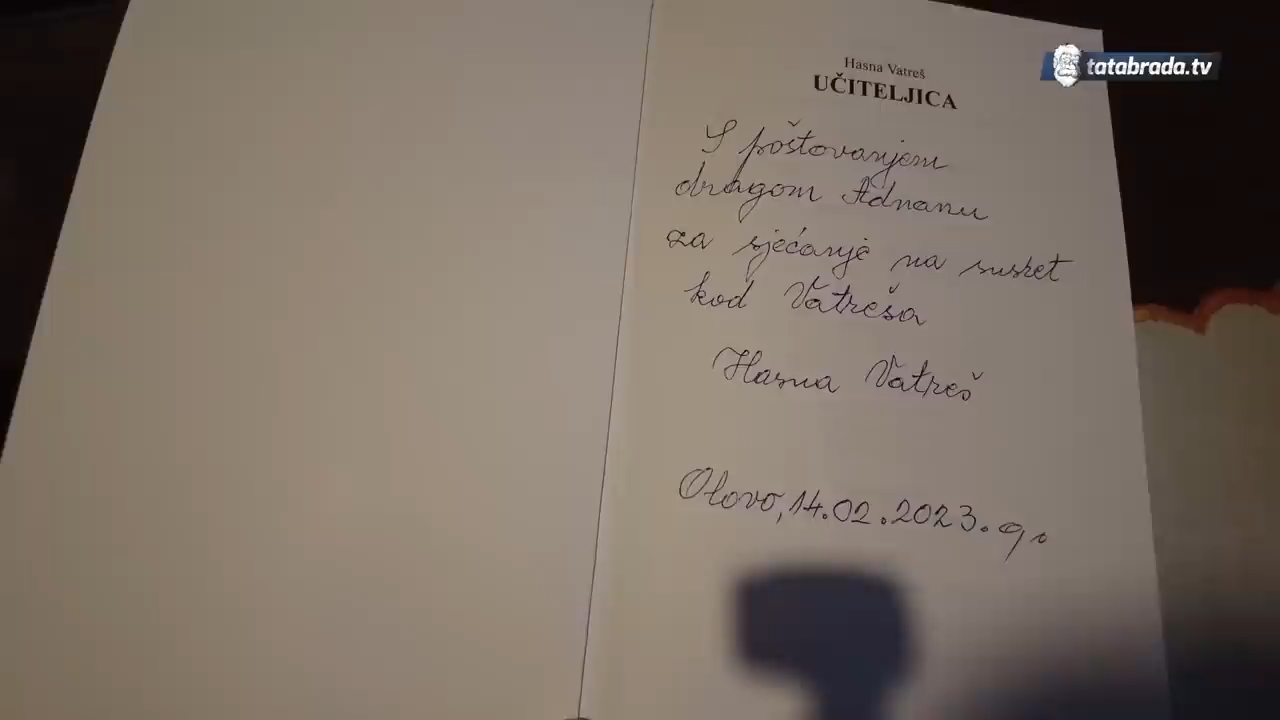 tatabrada.tv
Hasna Vatreš
UČITELJICA
S poštovanjem
dragom Adnanu
za sjećanje na susret
kod Vatreša
Hasna Vatreš
Olovo, 14.02.2023. g.